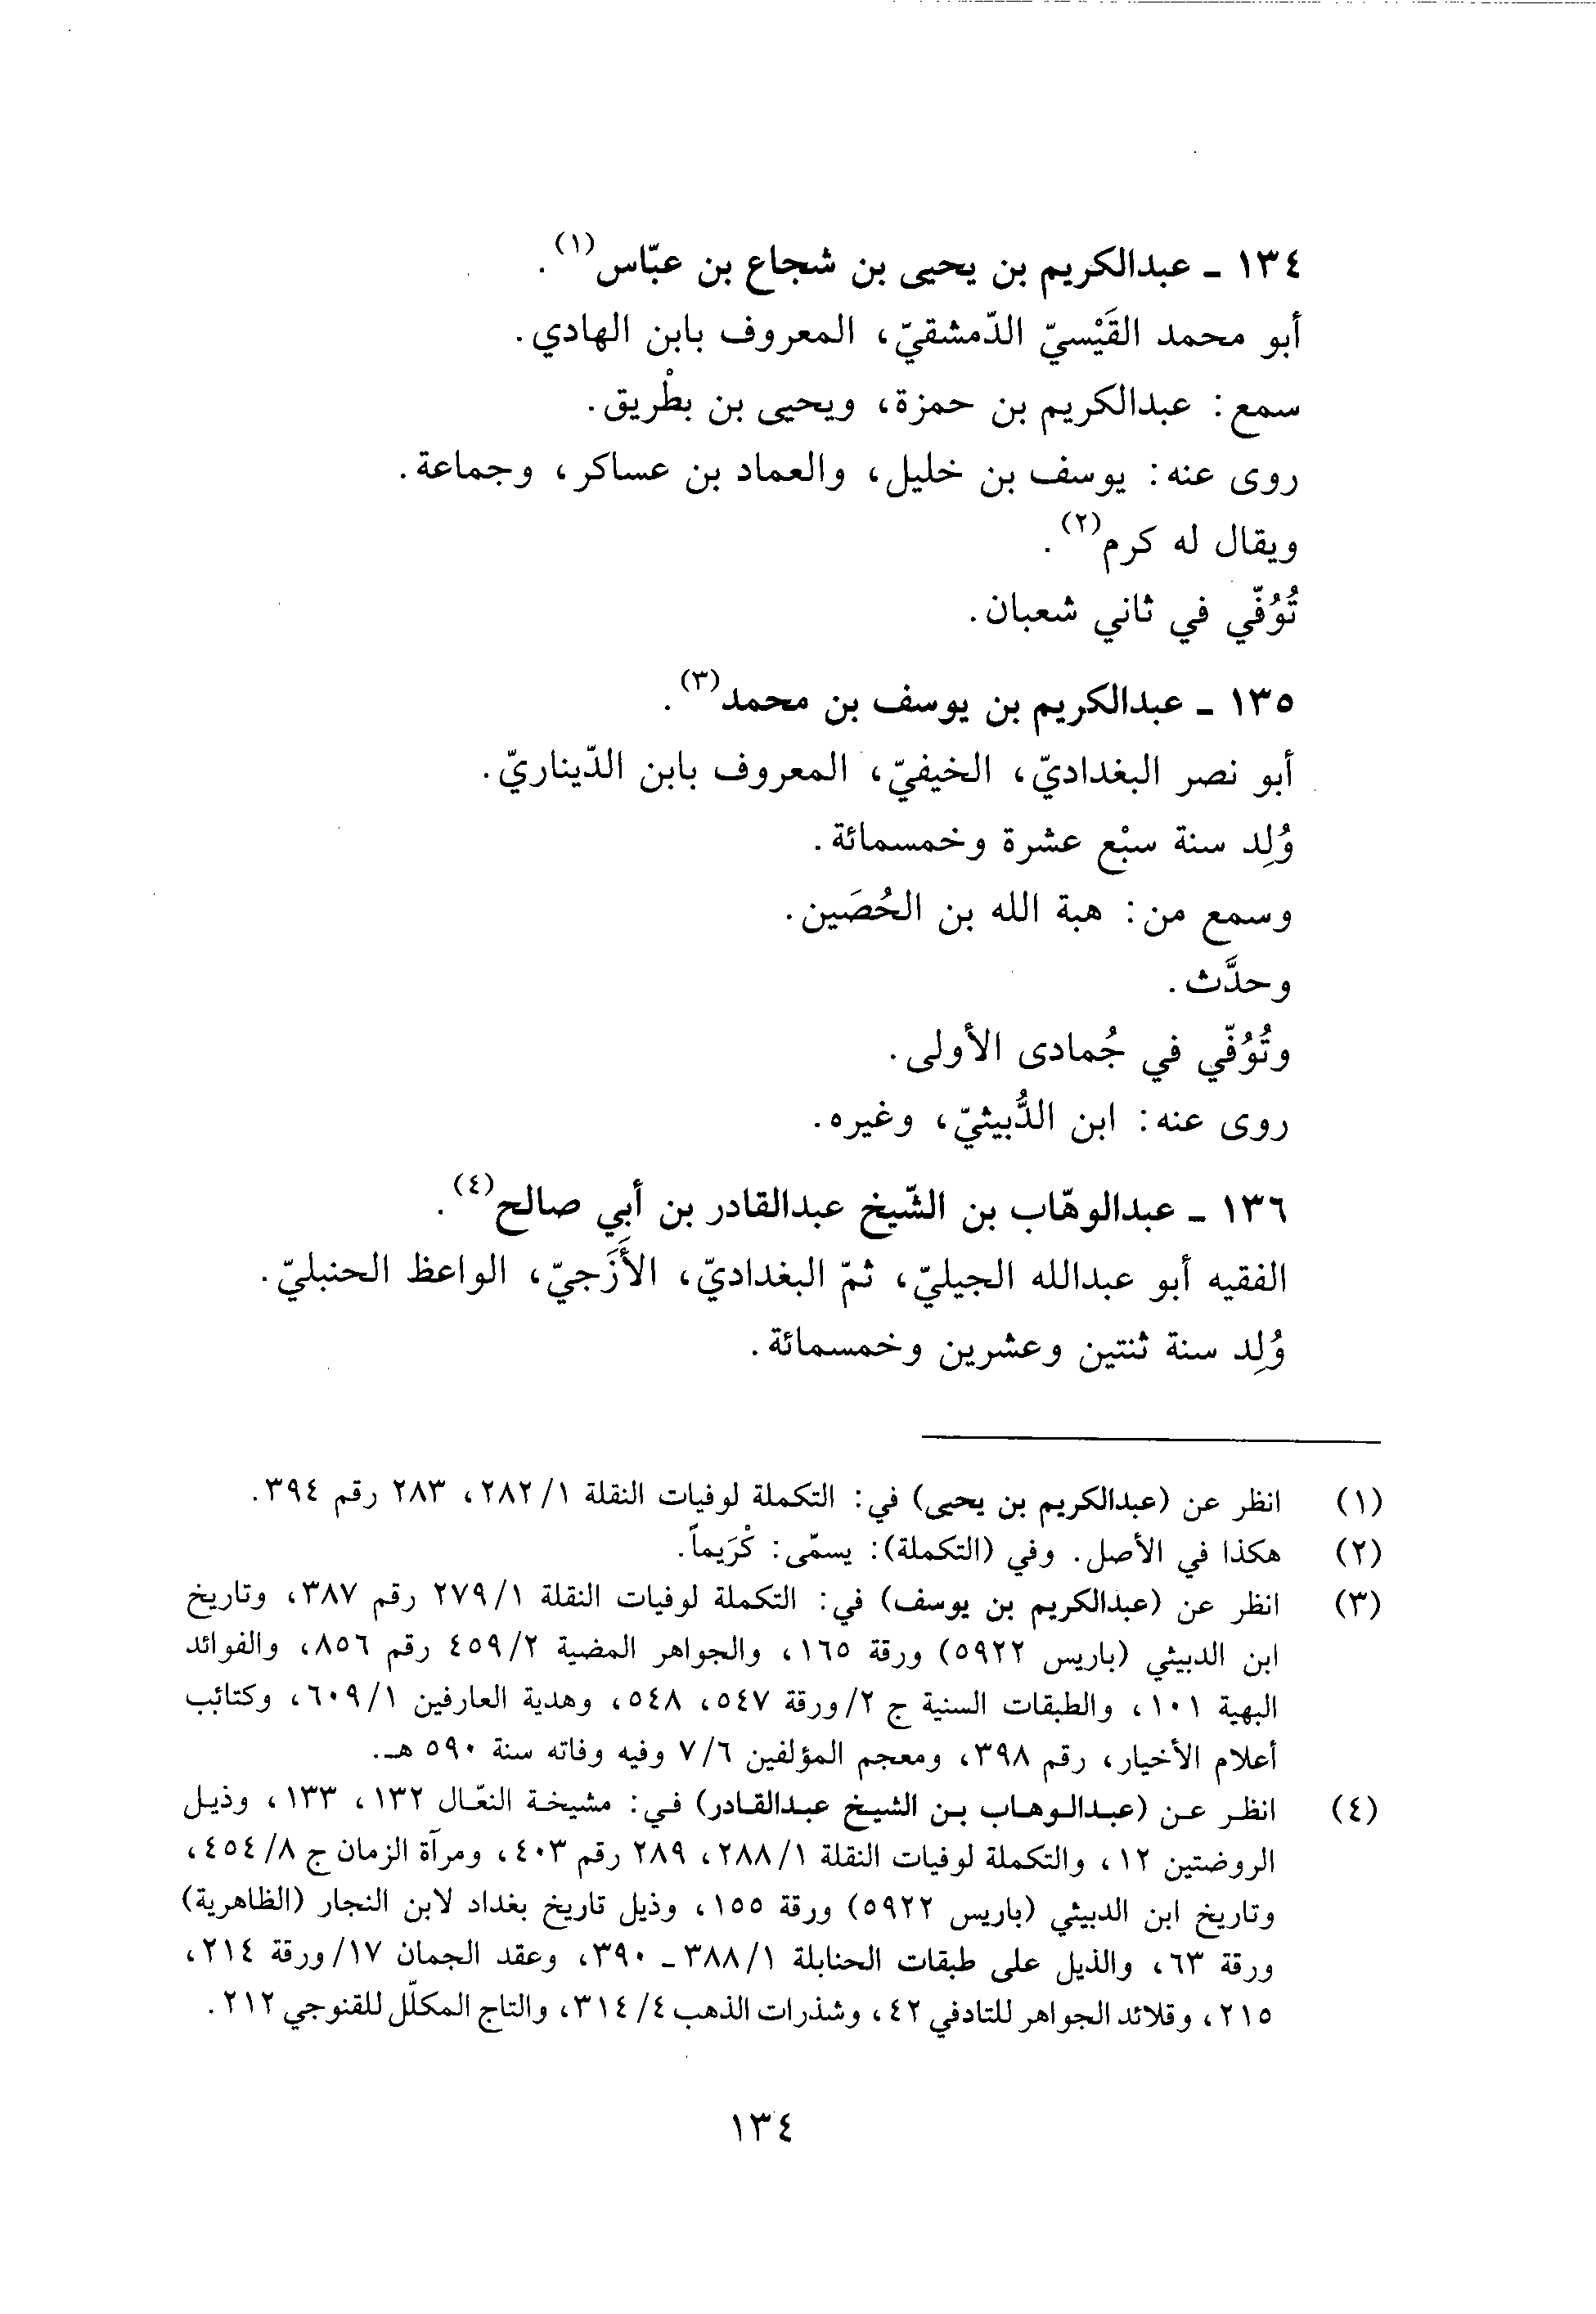 ١٣٤ ـ عبدالكريم بن يحيى بن شجاع بن عبّاس(١).
أبو محمد القَيْسيّ الدّمشقيّ، المعروف بابن الهادي.
سمع: عبدالكريم بن حمزة، ويحيى بن بطْريق.
روى عنه: يوسف بن خليل، والعماد بن عساكر، وجماعة.
ويقال له كرم(٢).
تُوُفّي في ثاني شعبان.
١٣٥ ـ عبدالكريم بن يوسف بن محمد(٣).
أبو نصر البغداديّ، الخيفيّ، المعروف بابن الدّيناريّ.
وُلِد سنة سبْع عشرة وخمسمائة.
وسمع من: هبة الله بن الحُصَين.
وحدَّث.
وتُوُفّي في جُمادى الأولى.
روى عنه: ابن الدُّبيثيّ، وغيره.
١٣٦ ـ عبدالوهّاب بن الشّيخ عبدالقادر بن أبي صالح(٤).
الفقيه أبو عبدالله الجيليّ، ثمّ البغداديّ، الأَزَجيّ، الواعظ الحنبليّ.
وُلِد سنة ثنتين وعشرين وخمسمائة.
(١) انظر عن (عبدالكريم بن يحيى) في: التكملة لوفيات النقلة ١/٢٨٢، ٢٨٣ رقم ٣٩٤.
(٢) هكذا في الأصل. وفي (التكملة): يسمّى: كْرَيماً.
(٣) انظر عن (عبدالكريم بن يوسف) في: التكملة لوفيات النقلة ١/٢٧٩ رقم ٣٨٧، وتاريخ
ابن الدبيثي (باريس ٥٩٢٢) ورقة ١٦٥، والجواهر المضية ٢/٤٥٩ رقم ٨٥٦، والفوائد
البهية ١٠١، والطبقات السنية ج ٢/ورقة ٥٤٧، ٥٤٨، وهدية العارفين ١/٦٠٩، وكتائب
أعلام الأخيار، رقم ٣٩٨، ومعجم المؤلفين ٦/٧ وفيه وفاته سنة ٥٩٠ هـ.
(٤) انظر عن (عبدالوهاب بن الشيخ عبدالقادر) في: مشيخة النعّال ١٣٢، ١٣٣، وذيل
الروضتين ١٢، والتكملة لوفيات النقلة ١/٢٨٨، ٢٨٩ رقم ٤٠٣، ومرآة الزمان ج ٨/٤٥٤،
وتاريخ ابن الدبيثي (باريس ٥٩٢٢) ورقة ١٥٥، وذيل تاريخ بغداد لابن النجار (الظاهرية)
ورقة ٦٣، والذيل على طبقات الحنابلة ١/٣٨٨ ـ ٣٩٠، وعقد الجمان ١٧/ورقة ٢١٤،
٢١٥، وقلائد الجواهر للتادفي ٤٢، وشذرات الذهب ٤/٣١٤، والتاج المكلّل للقنوجي ٢١٢.
١٣٤